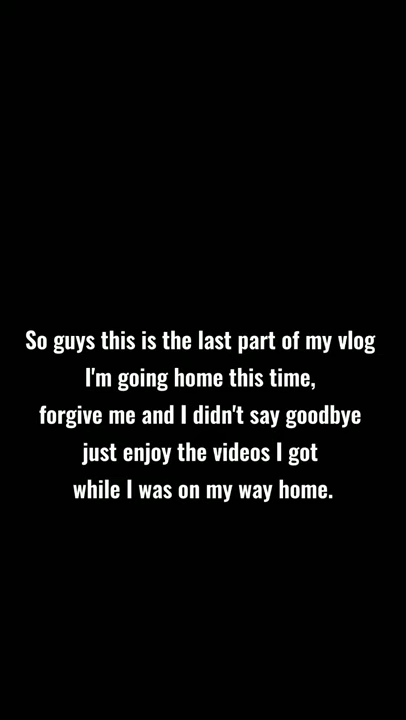 So guys this is the last part of my vlog
I'm going home this time,
forgive me and I didn't say goodbye
just enjoy the videos I got
while I was on my way home.